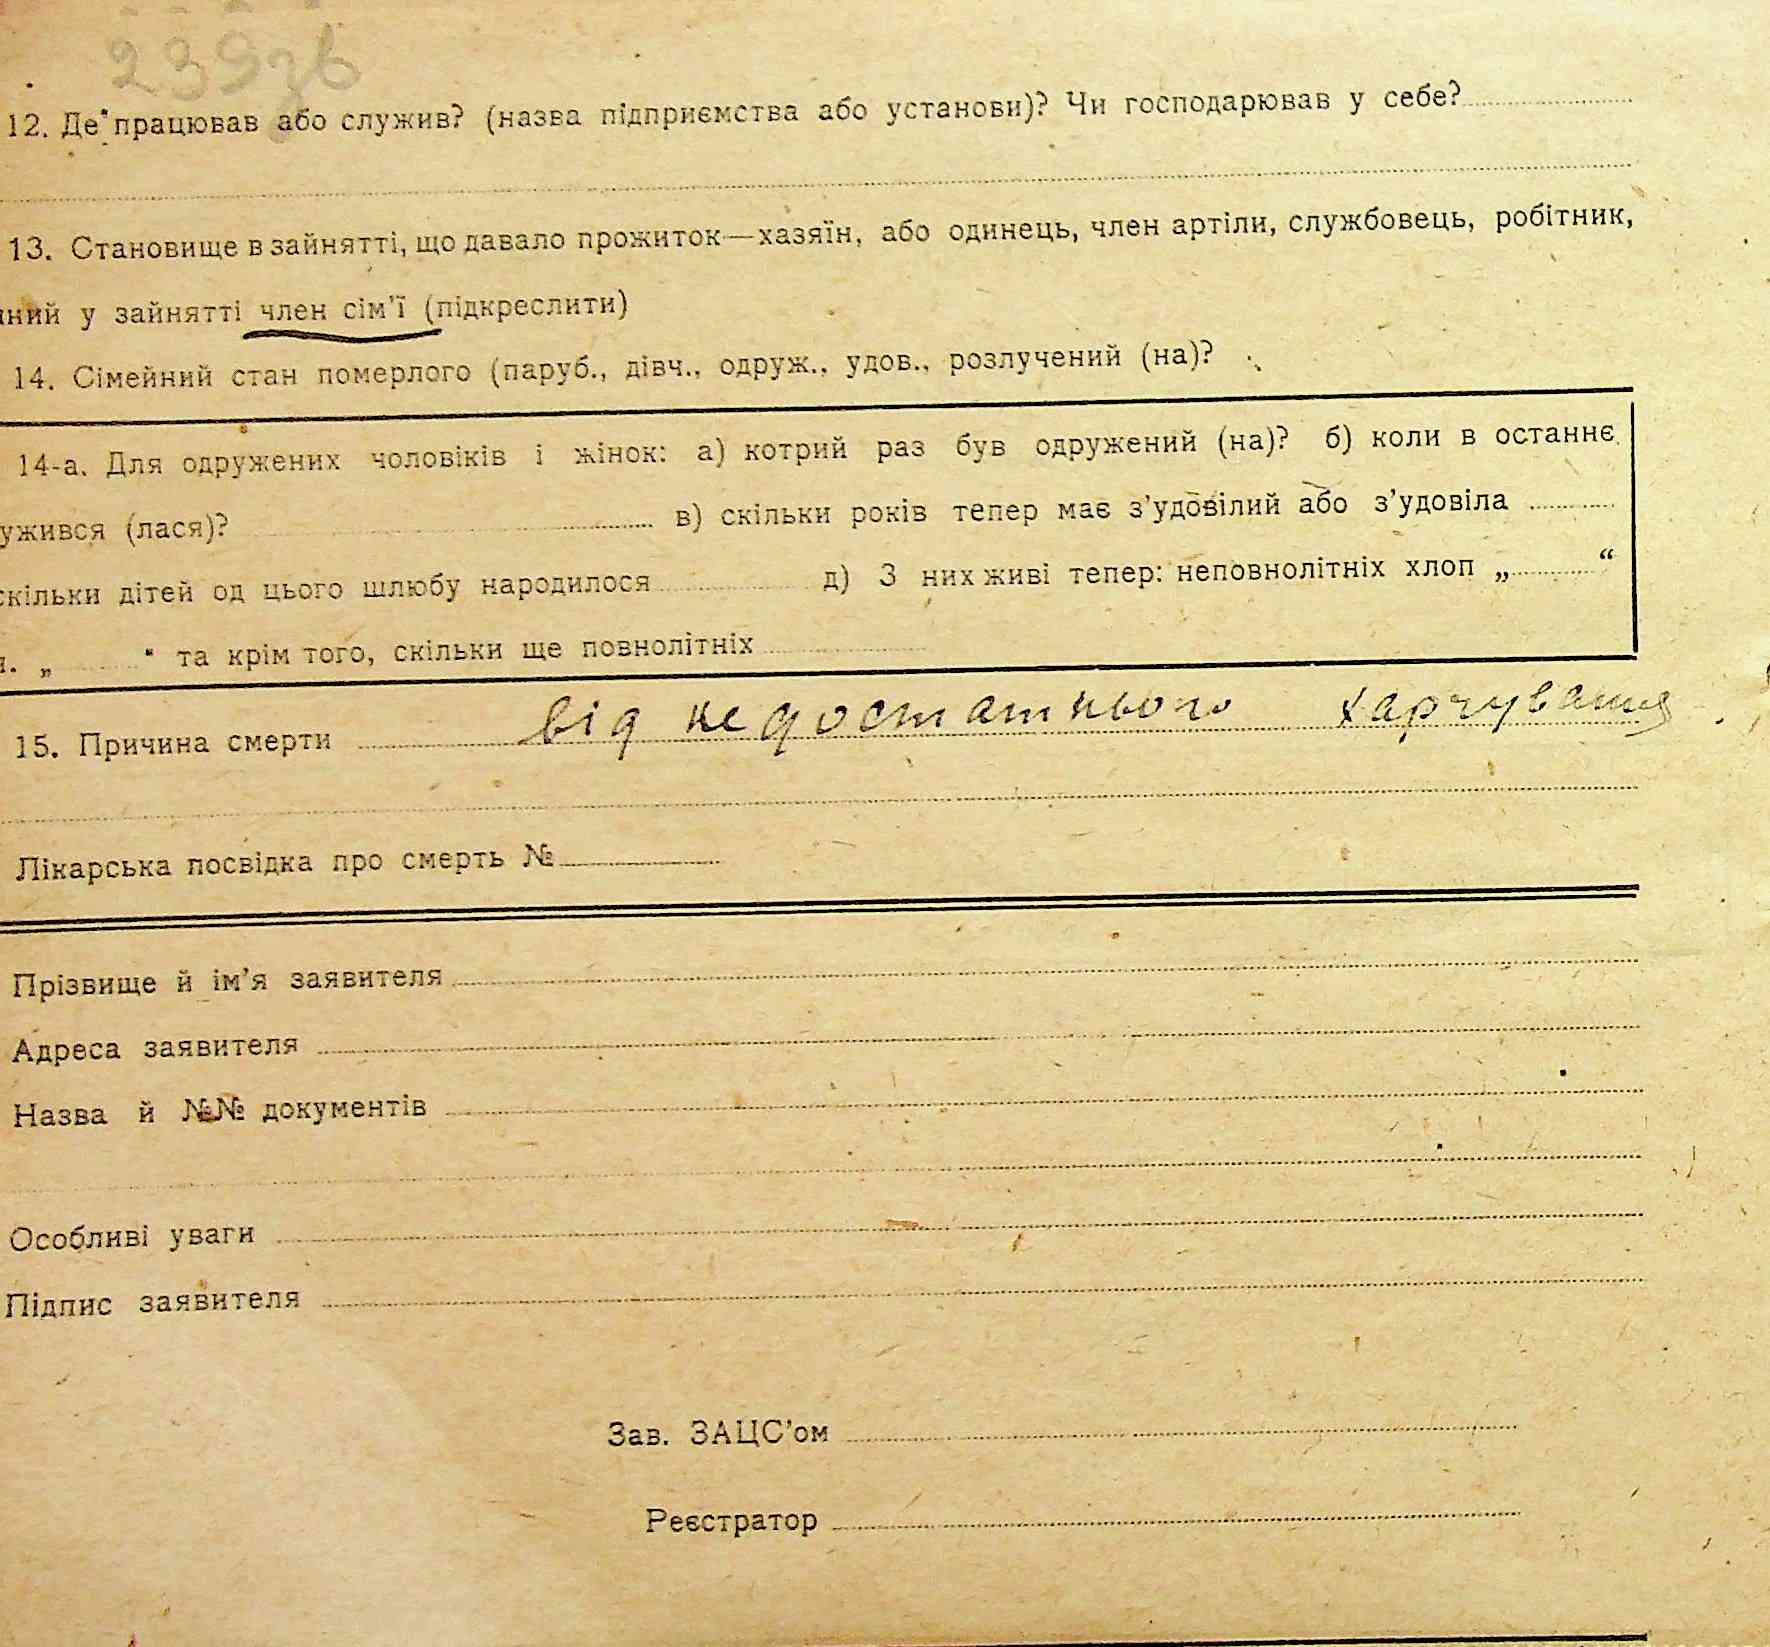 239зв
12. Де працював або служив? (назва підприємства або установи)? Чи господарював у себе?
13. Становище в зайнятті, що давало прожиток—хазяїн, або одинець, член артіли, службовець, робітник,
ний у зайнятті член сім'ї (підкреслити)
14. Сімейний стан померлого (паруб., дівч., одруж., удов., розлучений (на)?
14-а. Для одружених чоловіків і жінок: а) котрий раз був одружений (на)? б) коли в останнє
ужився (лася)? в) скільки років тепер має з'удовілий або з'удовіла
скільки дітей од цього шлюбу народилося д) З них живі тепер: неповнолітніх хлоп „ “
. „ “ та крім того, скільки ще повнолітніх
15. Причина смерти від недостатнього харчування
Лікарська посвідка про смерть №
Прізвище й ім'я заявителя
Адреса заявителя
Назва й №№ документів
Особливі уваги
Підпис заявителя
Зав. ЗАЦС'ом
Реєстратор